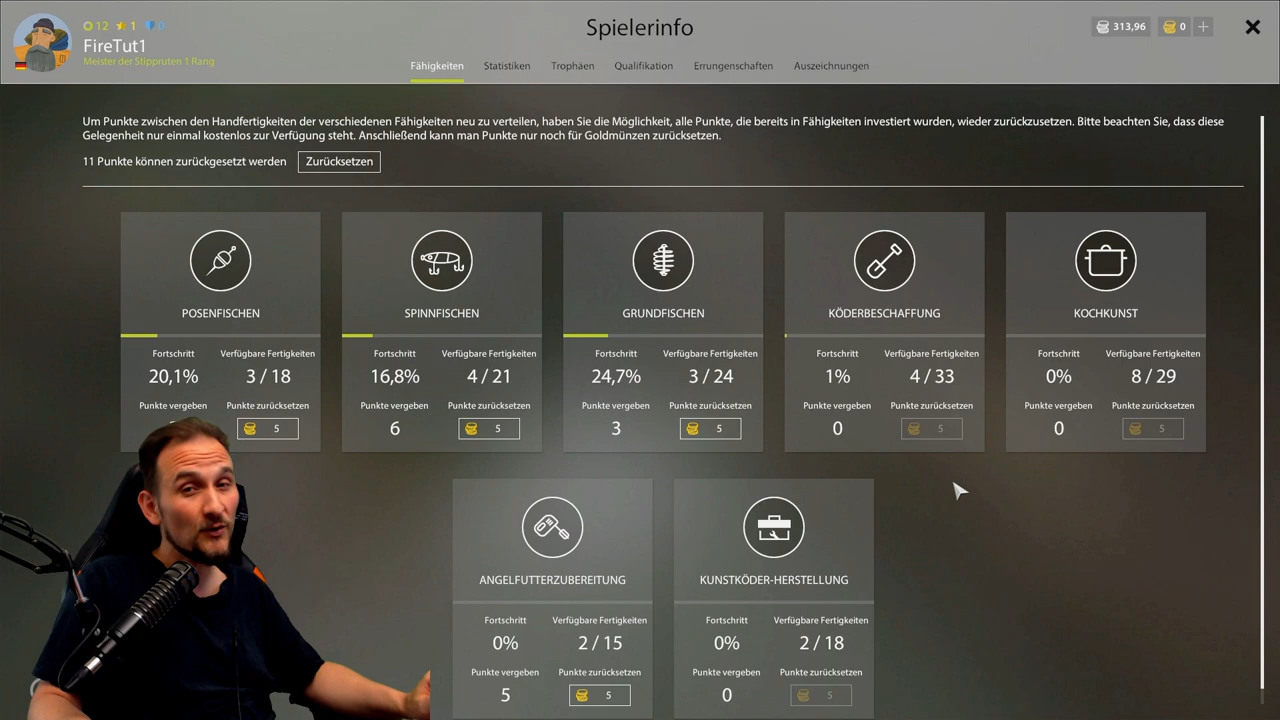 12 1 0
FireTut1
Meister der Stippruten 1 Rang
Spielerinfo
313,96 0 +
Fähigkeiten Statistiken Trophäen Qualifikation Errungenschaften Auszeichnungen
Um Punkte zwischen den Handfertigkeiten der verschiedenen Fähigkeiten neu zu verteilen, haben Sie die Möglichkeit, alle Punkte, die bereits in Fähigkeiten investiert wurden, wieder zurückzusetzen. Bitte beachten Sie, dass diese
Gelegenheit nur einmal kostenlos zur Verfügung steht. Anschließend kann man Punkte nur noch für Goldmünzen zurücksetzen.
11 Punkte können zurückgesetzt werden Zurücksetzen
POSENFISCHEN
Fortschritt Verfügbare Fertigkeiten
20,1% 3 / 18
Punkte vergeben Punkte zurücksetzen
5
SPINNFISCHEN
Fortschritt Verfügbare Fertigkeiten
16,8% 4 / 21
Punkte vergeben Punkte zurücksetzen
6 5
GRUNDFISCHEN
Fortschritt Verfügbare Fertigkeiten
24,7% 3 / 24
Punkte vergeben Punkte zurücksetzen
3 5
KÖDERBESCHAFFUNG
Fortschritt Verfügbare Fertigkeiten
1% 4 / 33
Punkte vergeben Punkte zurücksetzen
0 5
KOCHKUNST
Fortschritt Verfügbare Fertigkeiten
0% 8 / 29
Punkte vergeben Punkte zurücksetzen
0 5
ANGELFUTTERZUBEREITUNG
Fortschritt Verfügbare Fertigkeiten
0% 2 / 15
Punkte vergeben Punkte zurücksetzen
5 5
KUNSTKÖDER-HERSTELLUNG
Fortschritt Verfügbare Fertigkeiten
0% 2 / 18
Punkte vergeben Punkte zurücksetzen
0 5